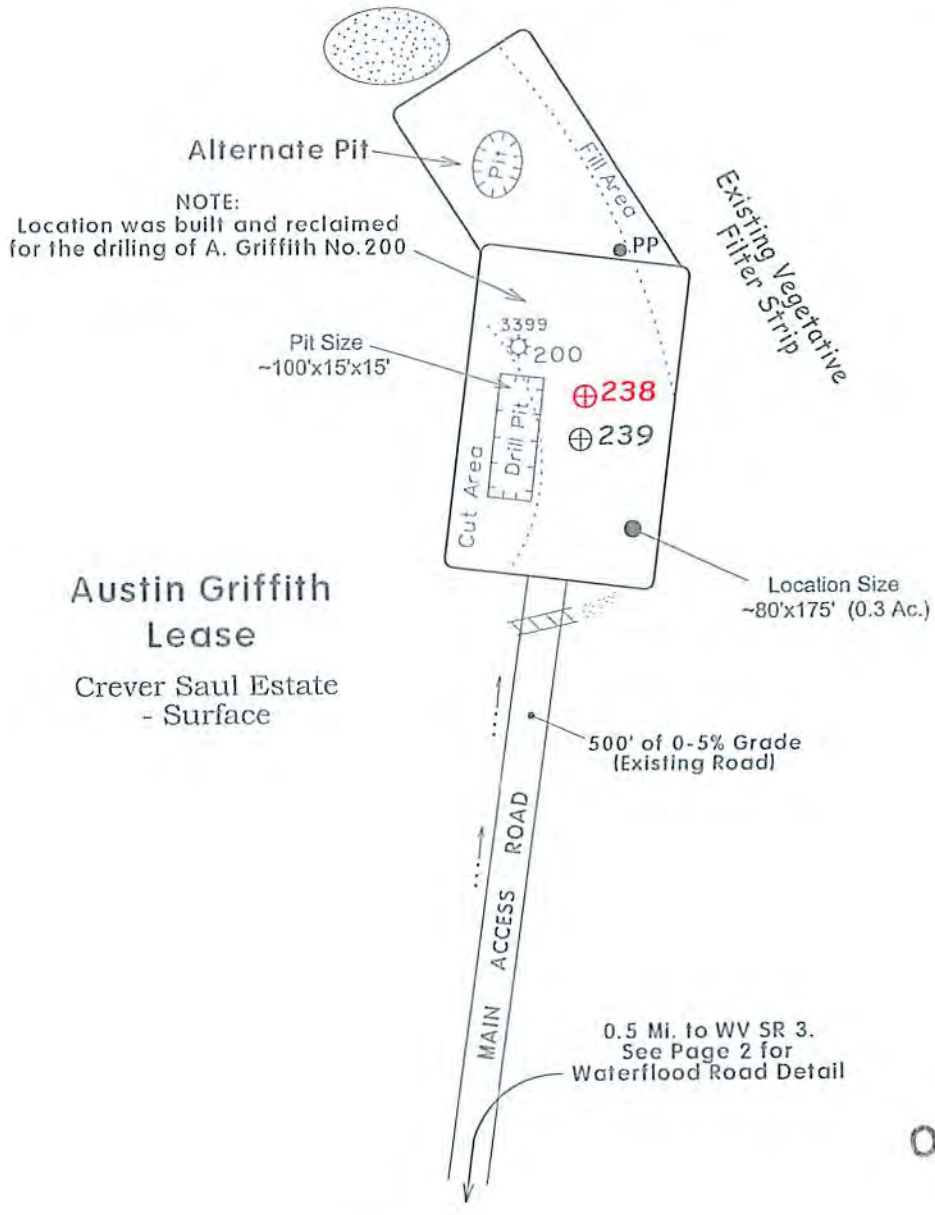 Alternate Pit
Pit
Fill Area
NOTE:
Location was built and reclaimed
for the driling of A. Griffith No.200
.PP
Existing Vegetative
Filter Strip
3399
200
Pit Size
~100'x15'x15'
238
239
Drill Pit
Cut Area
Location Size
~80'x175' (0.3 Ac.)
Austin Griffith
Lease
Crever Saul Estate
- Surface
500' of 0-5% Grade
(Existing Road)
MAIN ACCESS ROAD
0.5 Mi. to WV SR 3.
See Page 2 for
Waterflood Road Detail